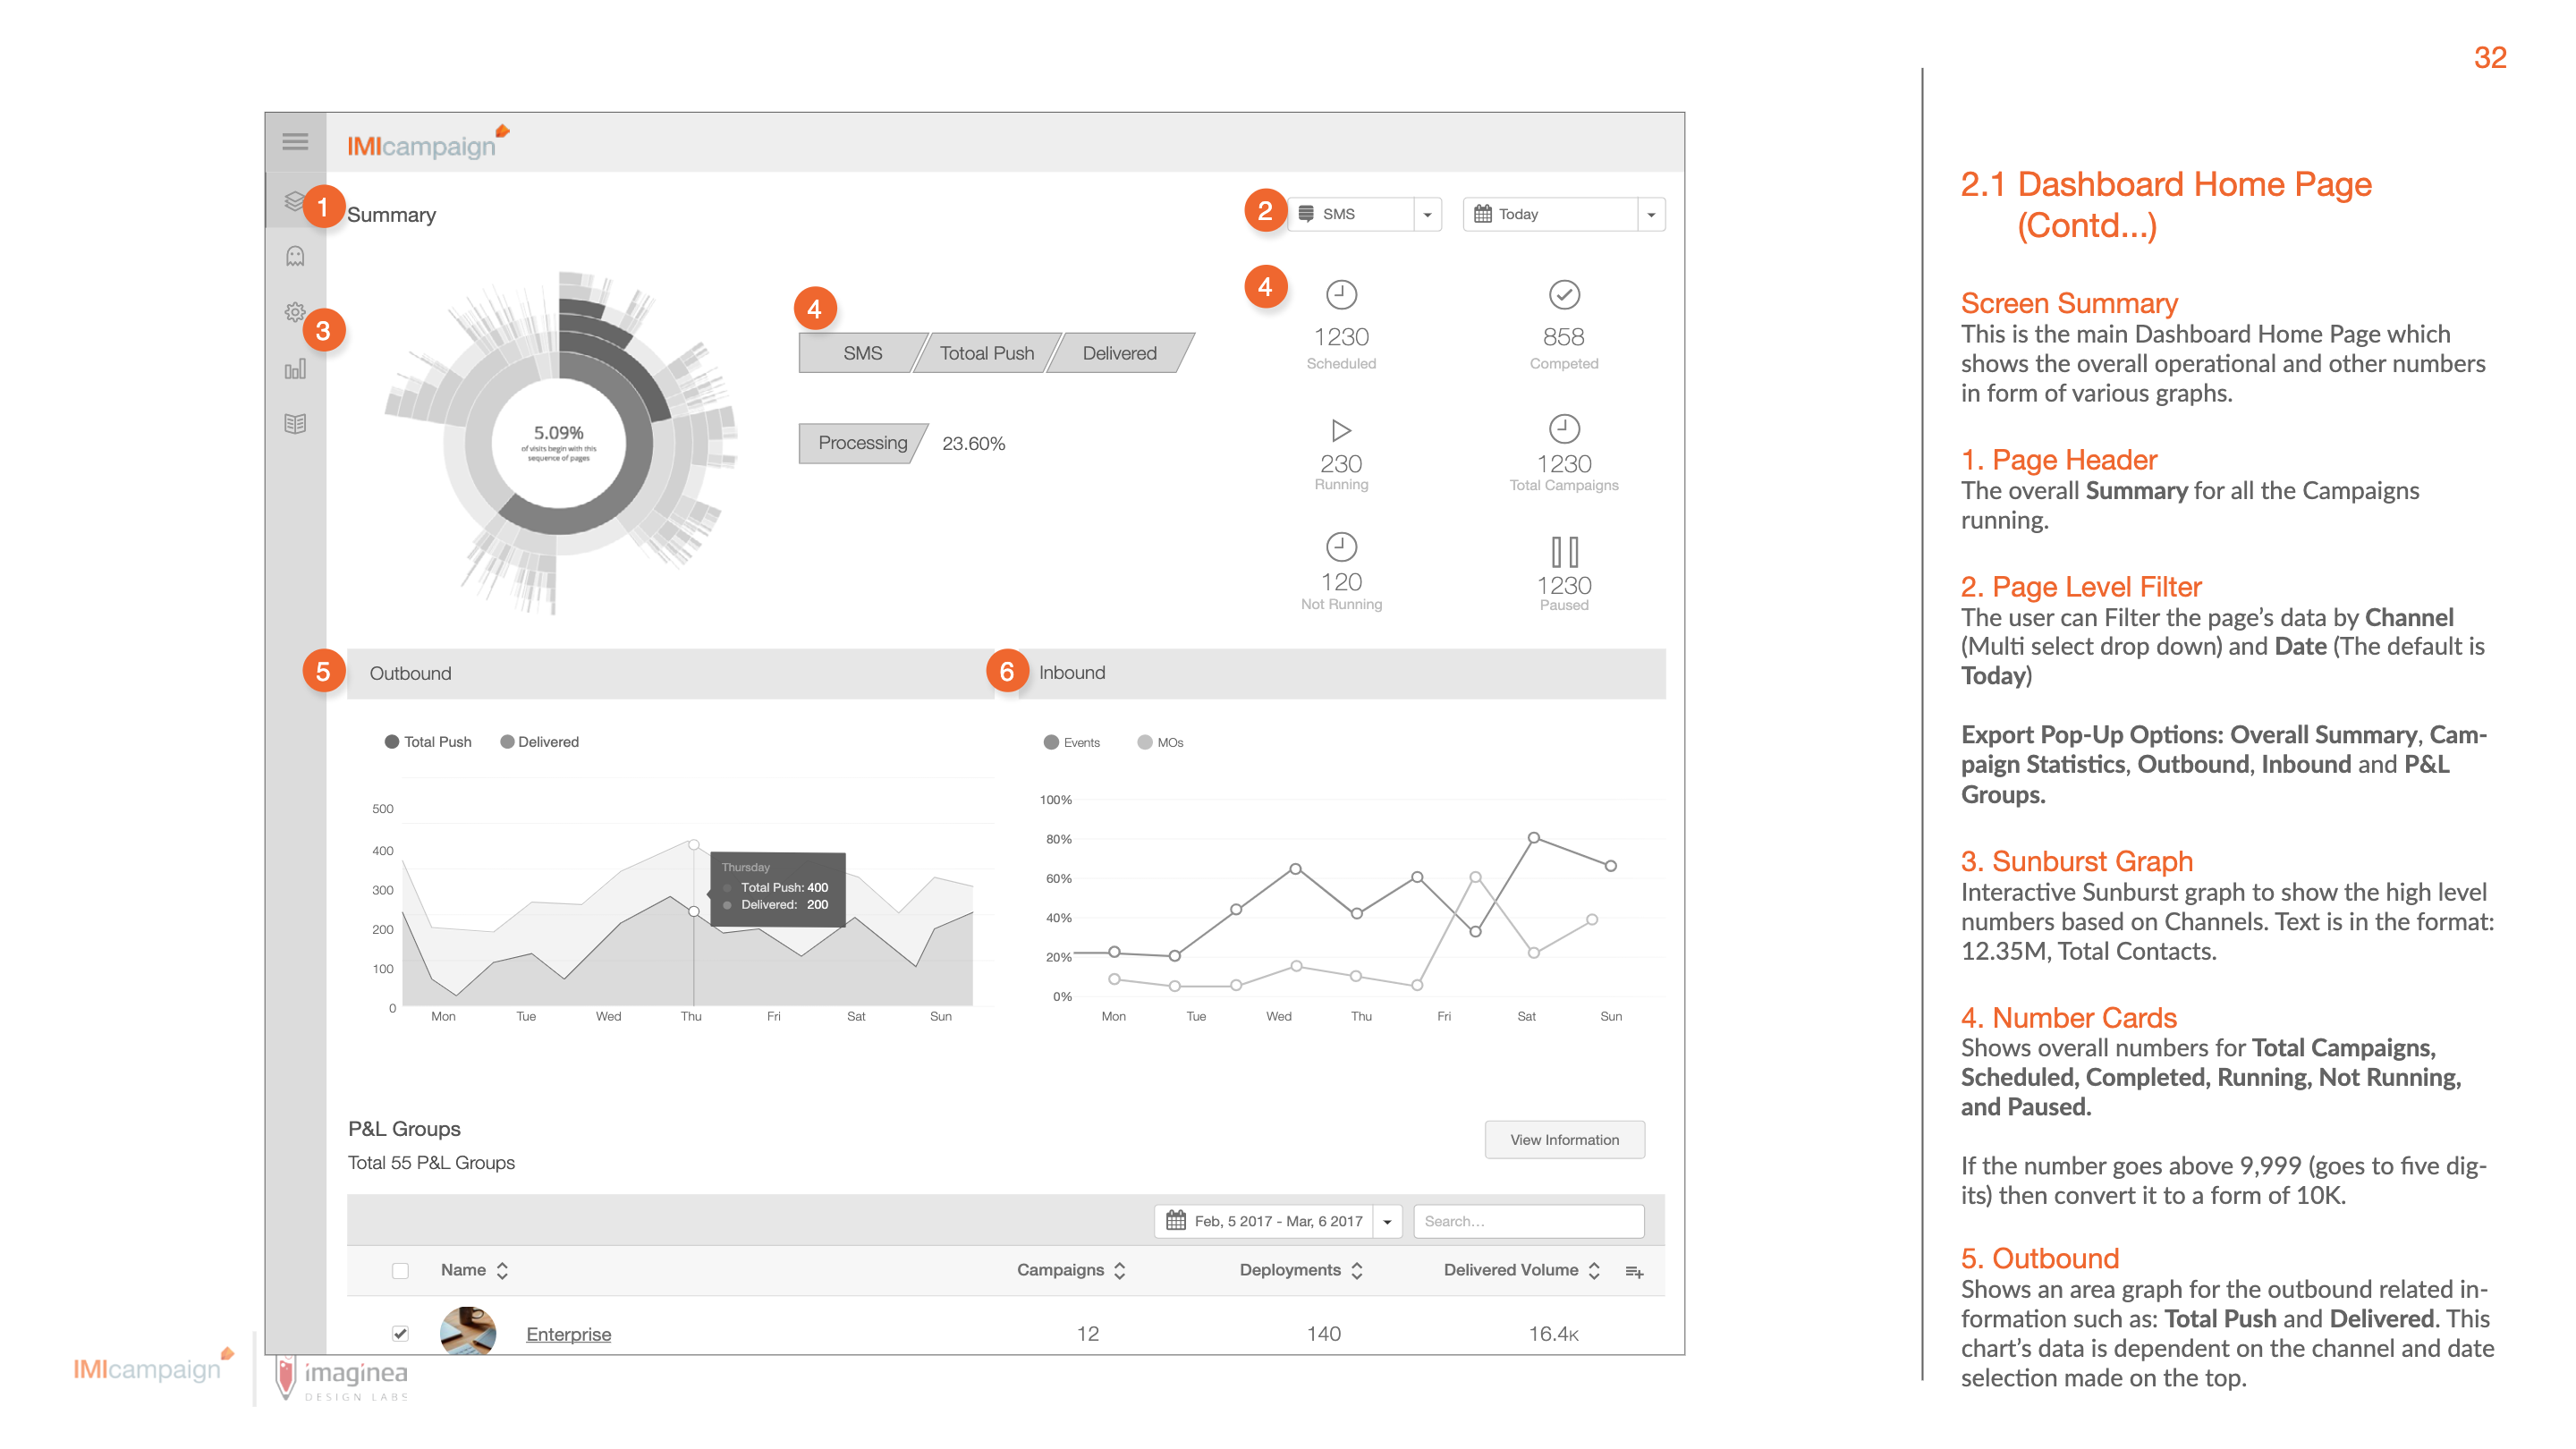 32
IMIcampaign
1
Summary
2
SMS
Today
3
5.09%
of visits begin with this
sequence of pages
4
SMS
Totoal Push
Delivered
Processing
23.60%
4
1230
Scheduled
858
Competed
230
Running
1230
Total Campaigns
120
Not Running
1230
Paused
5
Outbound
6
Inbound
Total Push
Delivered
500
400
300
200
100
0
Thursday
Total Push: 400
Delivered: 200
Mon Tue Wed Thu Fri Sat Sun
Events
MOs
100%
80%
60%
40%
20%
0%
Mon Tue Wed Thu Fri Sat Sun
P&L Groups
Total 55 P&L Groups
View Information
Feb, 5 2017 - Mar, 6 2017
Search...
Name Campaigns Deployments Delivered Volume
Enterprise 12 140 16.4K
IMIcampaign
imaginea
DESIGN LABS
2.1 Dashboard Home Page
(Contd...)
Screen Summary
This is the main Dashboard Home Page which
shows the overall operational and other numbers
in form of various graphs.
1. Page Header
The overall Summary for all the Campaigns
running.
2. Page Level Filter
The user can Filter the page’s data by Channel
(Multi select drop down) and Date (The default is
Today)
Export Pop-Up Options: Overall Summary, Cam-
paign Statistics, Outbound, Inbound and P&L
Groups.
3. Sunburst Graph
Interactive Sunburst graph to show the high level
numbers based on Channels. Text is in the format:
12.35M, Total Contacts.
4. Number Cards
Shows overall numbers for Total Campaigns,
Scheduled, Completed, Running, Not Running,
and Paused.
If the number goes above 9,999 (goes to five dig-
its) then convert it to a form of 10K.
5. Outbound
Shows an area graph for the outbound related in-
formation such as: Total Push and Delivered. This
chart’s data is dependent on the channel and date
selection made on the top.